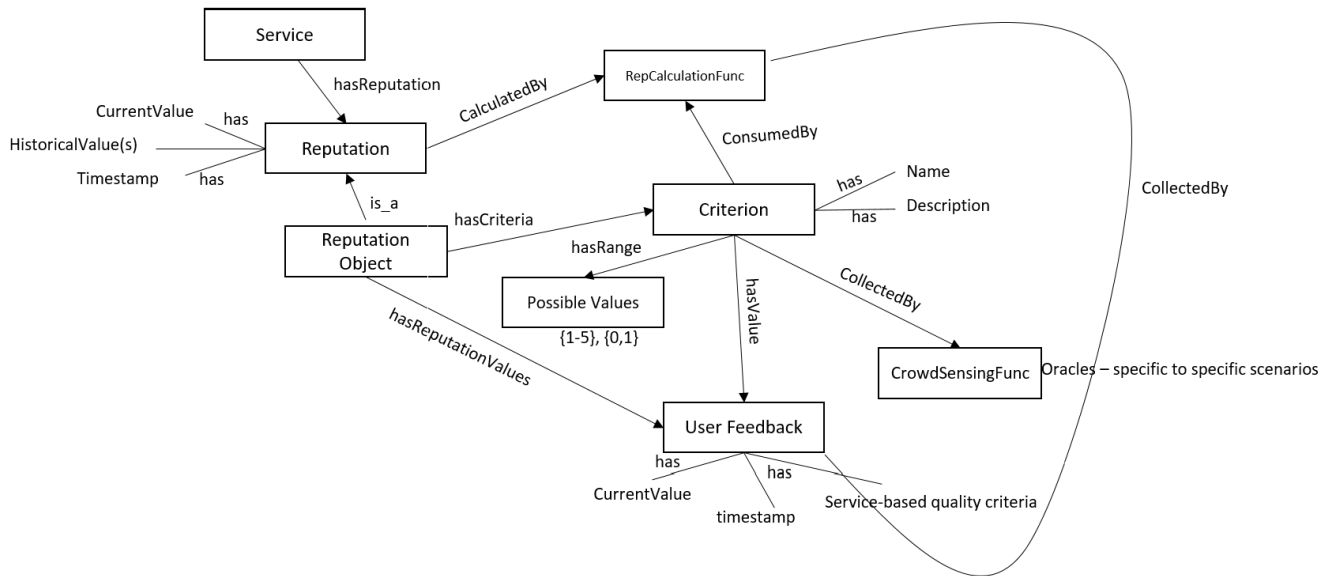 Service
hasReputation
CurrentValue
has
HistoricalValue(s)
Timestamp
has
Reputation
CalculatedBy
RepCalculationFunc
ConsumedBy
is_a
Reputation
Object
hasCriteria
Criterion
has
Name
has
Description
CollectedBy
hasRange
Possible Values
{1-5}, {0,1}
hasValue
CollectedBy
CrowdSensingFunc
Oracles – specific to specific scenarios
hasReputationValues
User Feedback
has
CurrentValue
timestamp
has
Service-based quality criteria